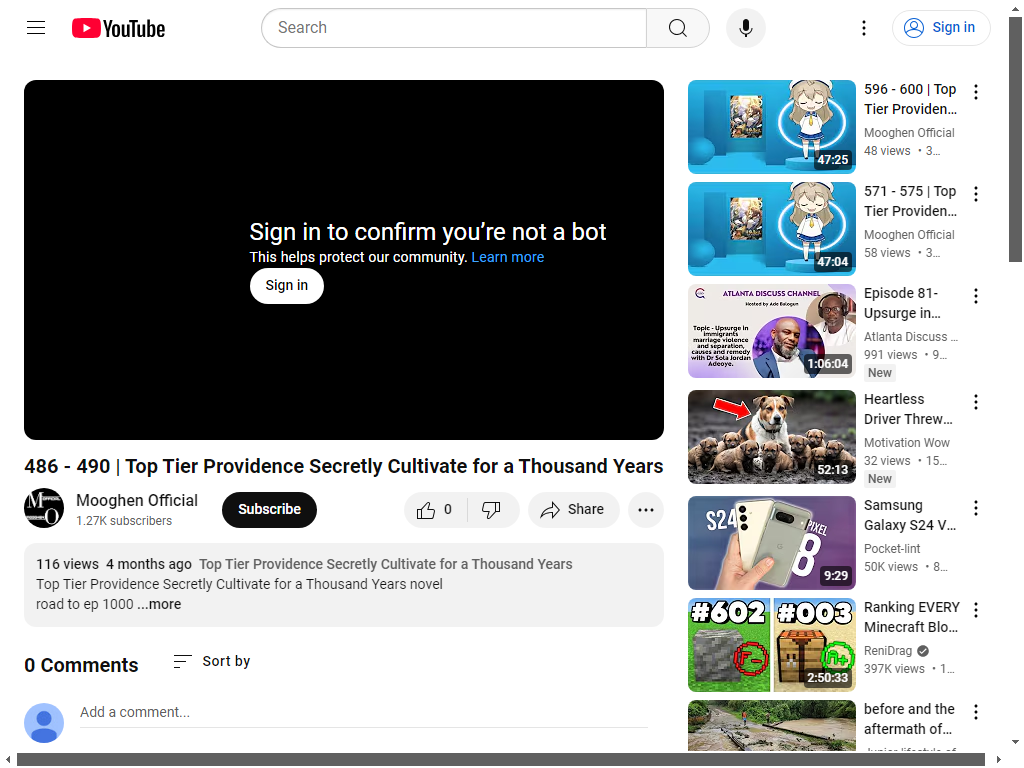 YouTube
Search
Sign in
Sign in to confirm you’re not a bot
This helps protect our community. Learn more
Sign in
486 - 490 | Top Tier Providence Secretly Cultivate for a Thousand Years
Mooghen Official
1.27K subscribers
Subscribe
0
Share
116 views 4 months ago Top Tier Providence Secretly Cultivate for a Thousand Years
Top Tier Providence Secretly Cultivate for a Thousand Years novel
road to ep 1000 ...more
0 Comments
Sort by
Add a comment...
47:25
596 - 600 | Top
Tier Providen...
Mooghen Official
48 views • 3...
47:04
571 - 575 | Top
Tier Providen...
Mooghen Official
58 views • 3...
ATLANTA DISCUSS CHANNEL
Hosted by Ade Balogun
Topic - Upsurge in
immigrants
marriage violence
and separation,
causes and remedy
with Dr Sola Jordan
Adeoye.
1:06:04
Episode 81-
Upsurge in...
Atlanta Discuss ...
991 views • 9...
New
52:13
Heartless
Driver Threw...
Motivation Wow
32 views • 15...
New
S24
PIXEL
8
9:29
Samsung
Galaxy S24 V...
Pocket-lint
50K views • 8...
#602 #003
F- A+
2:50:33
Ranking EVERY
Minecraft Blo...
ReniDrag
397K views • 1...
before and the
aftermath of...